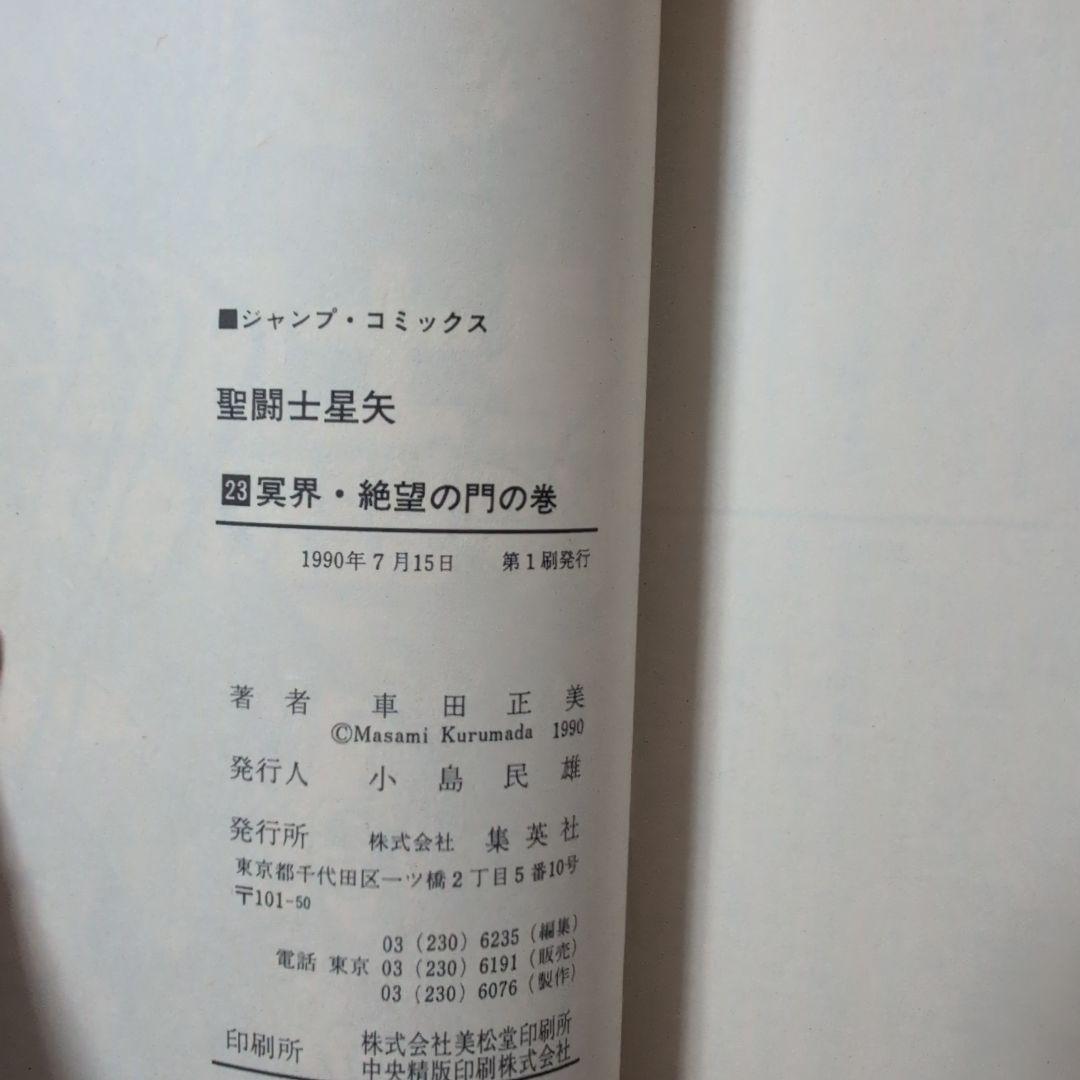 ■ジャンプ・コミックス
聖闘士星矢
23冥界・絶望の門の巻
1990年7月15日　第1刷発行
著者　車田正美
©Masami Kurumada 1990
発行人　小島民雄
発行所　株式会社 集英社
東京都千代田区一ツ橋2丁目5番10号
〒101-50
03（230）6235（編集）
電話 東京 03（230）6191（販売）
03（230）6076（製作）
印刷所　株式会社美松堂印刷所
中央精版印刷株式会社